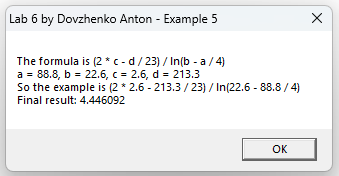 Lab 6 by Dovzhenko Anton - Example 5
The formula is (2 * c - d / 23) / ln(b - a / 4)
a = 88.8, b = 22.6, c = 2.6, d = 213.3
So the example is (2 * 2.6 - 213.3 / 23) / ln(22.6 - 88.8 / 4)
Final result: 4.446092
OK